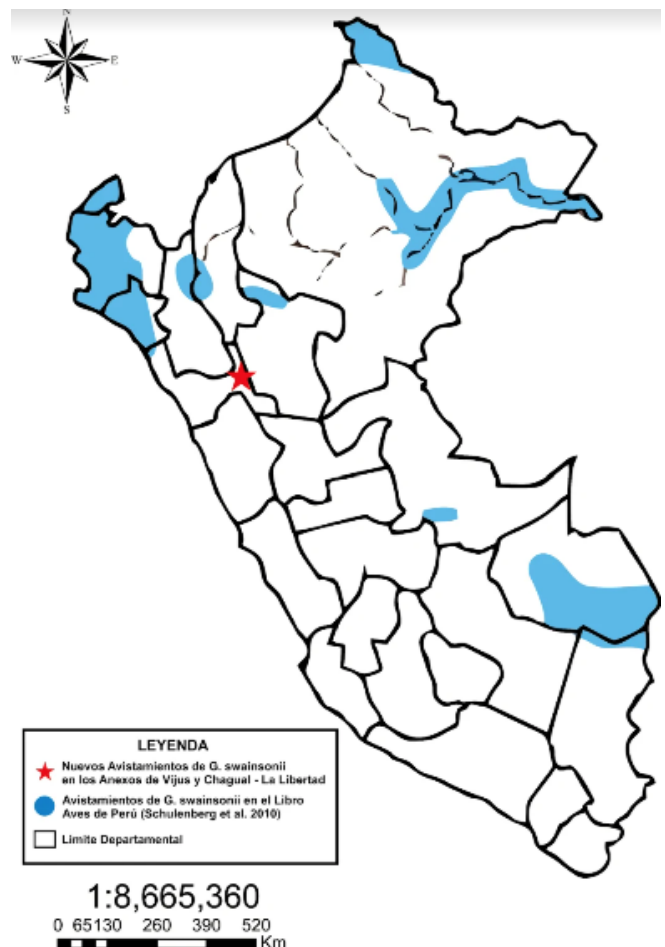 N
W E
S
LEYENDA
Nuevos Avistamientos de G. swainsonii
en los Anexos de Vijus y Chagual - La Libertad
Avistamientos de G. swainsonii en el Libro
Aves de Perú (Schulenberg et al. 2010)
Limite Departamental
1:8,665,360
0 65130 260 390 520
Km